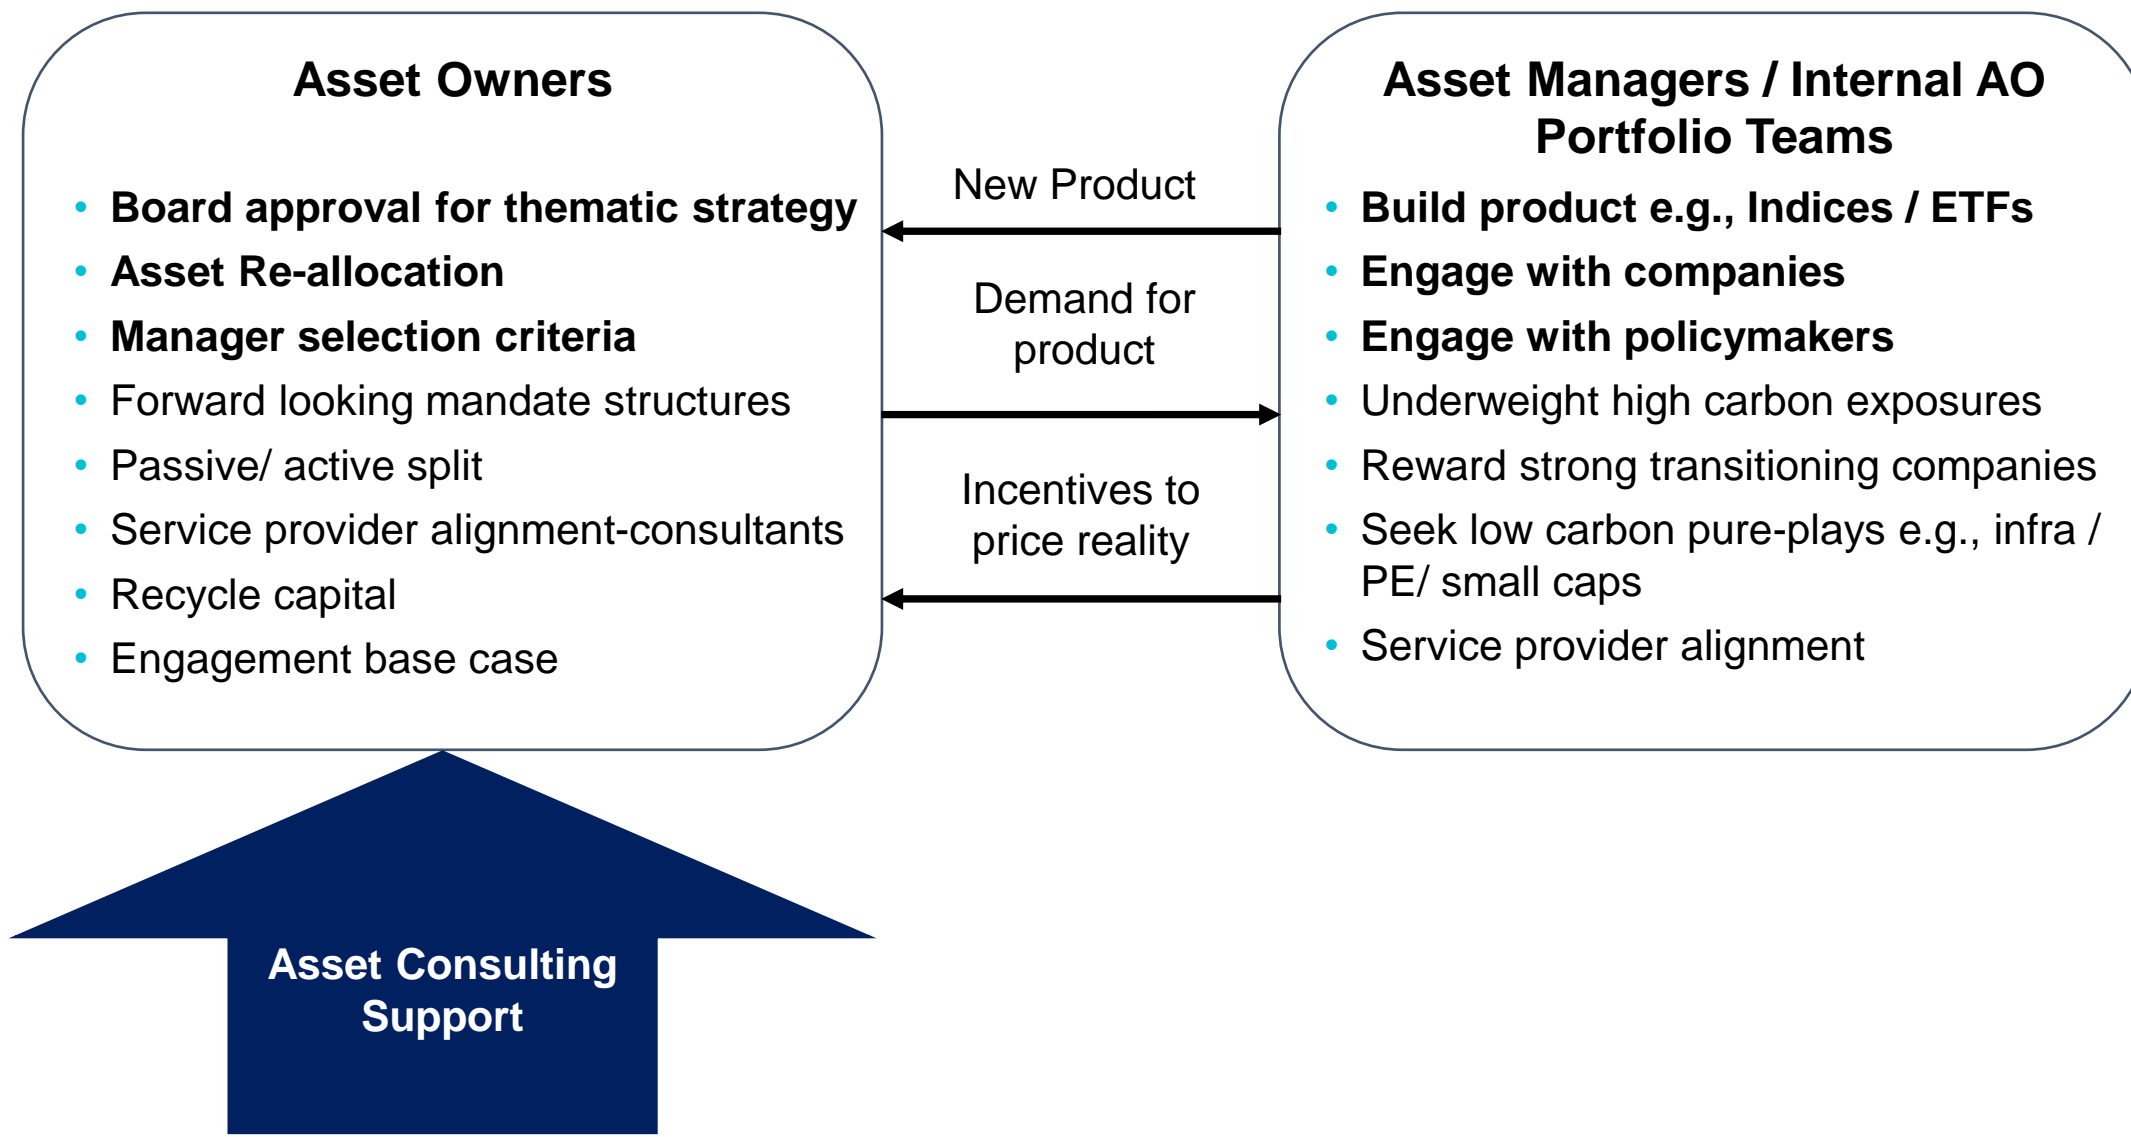 Asset Owners
• Board approval for thematic strategy
• Asset Re-allocation
• Manager selection criteria
• Forward looking mandate structures
• Passive/ active split
• Service provider alignment-consultants
• Recycle capital
• Engagement base case
New Product
Demand for
product
Incentives to
price reality
Asset Managers / Internal AO
Portfolio Teams
• Build product e.g., Indices / ETFs
• Engage with companies
• Engage with policymakers
• Underweight high carbon exposures
• Reward strong transitioning companies
• Seek low carbon pure-plays e.g., infra /
PE/ small caps
• Service provider alignment
Asset Consulting
Support